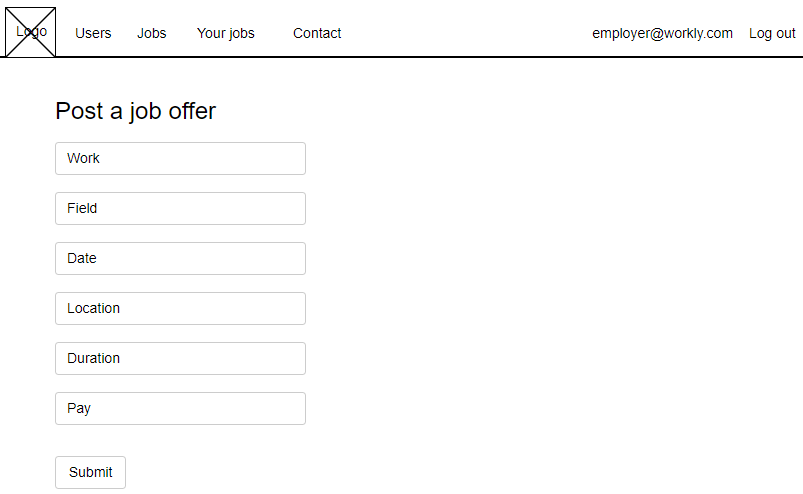 Logo Users Jobs Your jobs Contact employer@workly.com Log out
Post a job offer
Work
Field
Date
Location
Duration
Pay
Submit